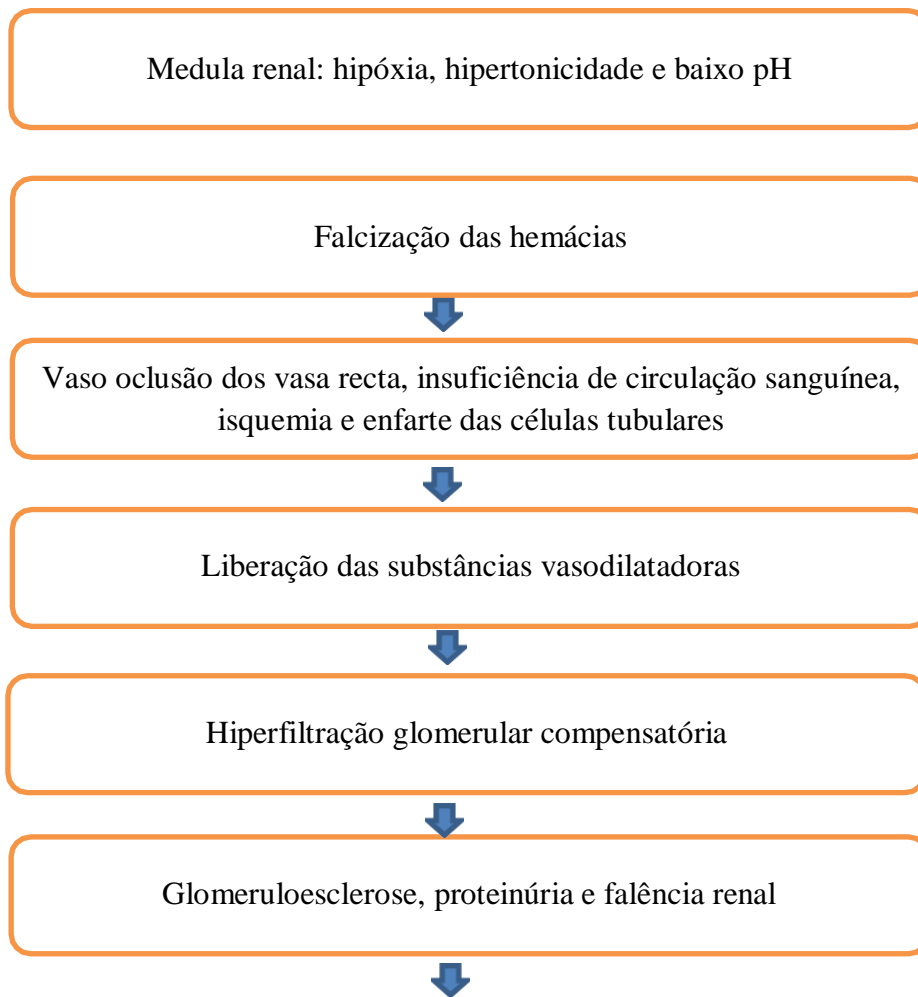 Medula renal: hipóxia, hipertonicidade e baixo pH
Falcização das hemácias
Vaso oclusão dos vasa recta, insuficiência de circulação sanguínea,
isquemia e enfarte das células tubulares
Liberação das substâncias vasodilatadoras
Hiperfiltração glomerular compensatória
Glomeruloesclerose, proteinúria e falência renal